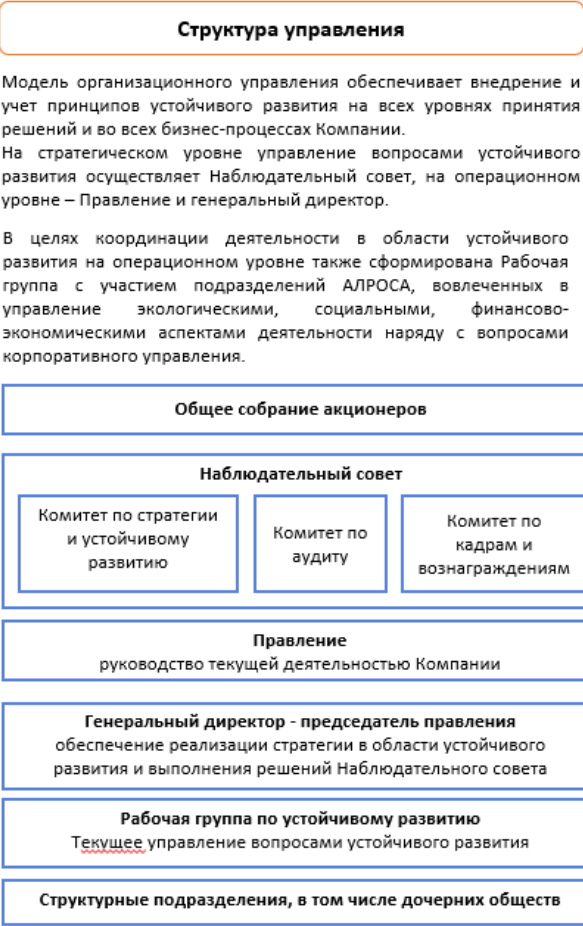 Структура управления
Модель организационного управления обеспечивает внедрение и
учет принципов устойчивого развития на всех уровнях принятия
решений и во всех бизнес-процессах Компании.
На стратегическом уровне управление вопросами устойчивого
развития осуществляет Наблюдательный совет, на операционном
уровне – Правление и генеральный директор.
В целях координации деятельности в области устойчивого
развития на операционном уровне также сформирована Рабочая
группа с участием подразделений АЛРОСА, вовлеченных в
управление экологическими, социальными, финансово-
экономическими аспектами деятельности наряду с вопросами
корпоративного управления.
Общее собрание акционеров
Наблюдательный совет
Комитет по стратегии
и устойчивому
развитию
Комитет по
аудиту
Комитет по
кадрам и
вознаграждениям
Правление
руководство текущей деятельностью Компании
Генеральный директор - председатель правления
обеспечение реализации стратегии в области устойчивого
развития и выполнения решений Наблюдательного совета
Рабочая группа по устойчивому развитию
Текущее управление вопросами устойчивого развития
Структурные подразделения, в том числе дочерних обществ